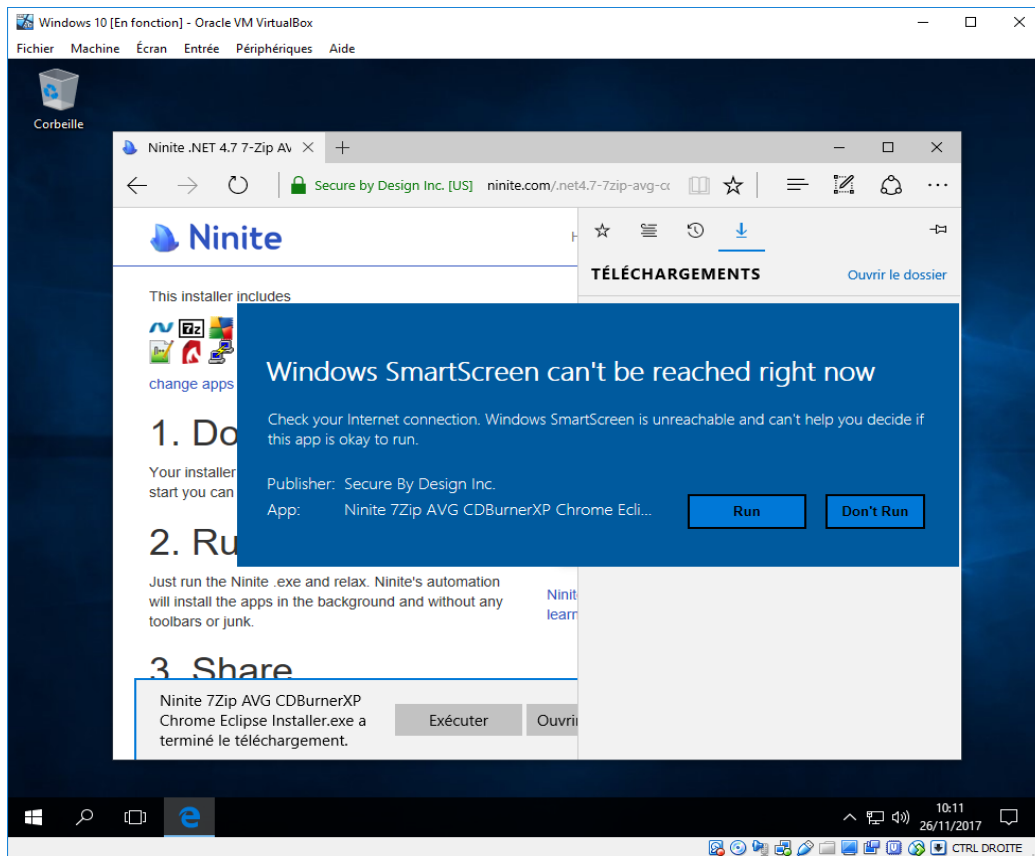 Windows 10 [En fonction] - Oracle VM VirtualBox
Fichier Machine Écran Entrée Périphériques Aide
Corbeille
Ninite .NET 4.7 7-Zip AV
Secure by Design Inc. [US] ninite.com/.net4.7-7zip-avg-cc
Ninite
H
TÉLÉCHARGEMENTS Ouvrir le dossier
This installer includes
7z
change apps
Windows SmartScreen can't be reached right now
Check your Internet connection. Windows SmartScreen is unreachable and can't help you decide if
this app is okay to run.
Publisher: Secure By Design Inc.
App: Ninite 7Zip AVG CDBurnerXP Chrome Ecli...
Run Don't Run
1. Do
Your installer
start you can
2. Ru
Just run the Ninite .exe and relax. Ninite's automation
will install the apps in the background and without any
toolbars or junk.
Ninit
learn
3. Share
Ninite 7Zip AVG CDBurnerXP
Chrome Eclipse Installer.exe a
terminé le téléchargement.
Exécuter Ouvrir
10:11
26/11/2017
CTRL DROITE